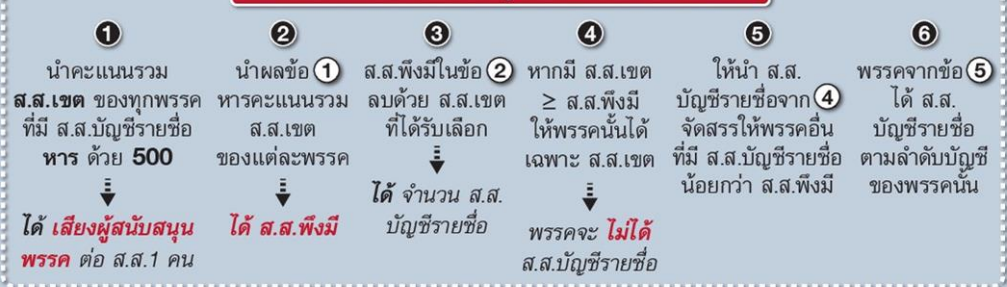 1
นำคะแนนรวม
ส.ส.เขต ของทุกพรรค
ที่มี ส.ส.บัญชีรายชื่อ
หาร ด้วย 500
ได้ เสียงผู้สนับสนุน
พรรค ต่อ ส.ส.1 คน
2
นำผลข้อ 1
หารคะแนนรวม
ส.ส.เขต
ของแต่ละพรรค
ได้ ส.ส.พึงมี
3
ส.ส.พึงมีในข้อ 2
ลบด้วย ส.ส.เขต
ที่ได้รับเลือก
ได้ จำนวน ส.ส.
บัญชีรายชื่อ
4
หากมี ส.ส.เขต
≥ ส.ส.พึงมี
ให้พรรคนั้นได้
เฉพาะ ส.ส.เขต
พรรคจะ ไม่ได้
ส.ส.บัญชีรายชื่อ
5
ให้นำ ส.ส.
บัญชีรายชื่อจาก 4
จัดสรรให้พรรคอื่น
ที่มี ส.ส.บัญชีรายชื่อ
น้อยกว่า ส.ส.พึงมี
6
พรรคจากข้อ 5
ได้ ส.ส.
บัญชีรายชื่อ
ตามลำดับบัญชี
ของพรรคนั้น